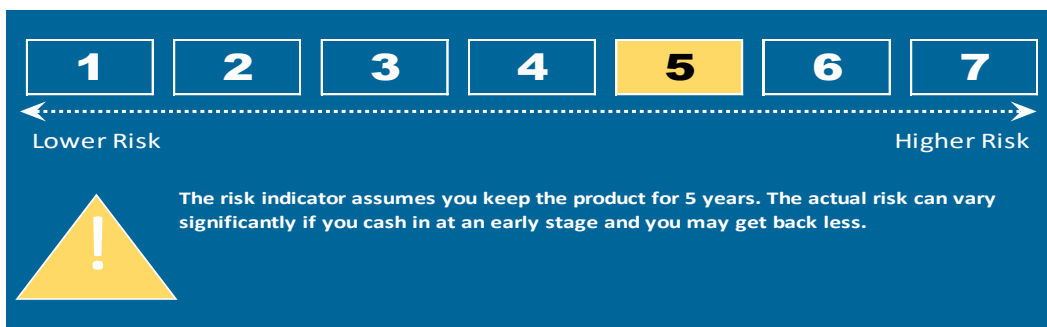 1 2 3 4 5 6 7
Lower Risk Higher Risk
The risk indicator assumes you keep the product for 5 years. The actual risk can vary
significantly if you cash in at an early stage and you may get back less.
!